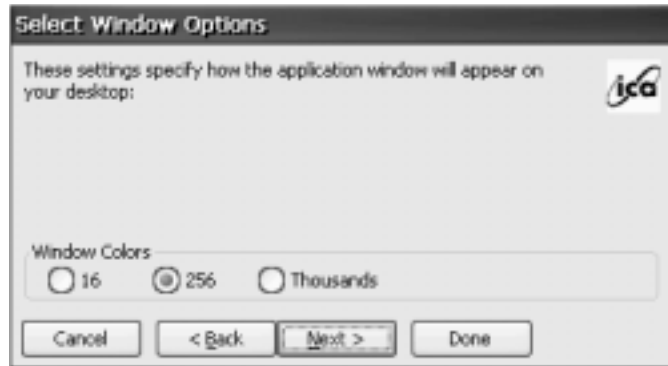 Select Window Options
These settings specify how the application window will appear on
your desktop:
ica
Window Colors
16 256 Thousands
Cancel < Back Next > Done